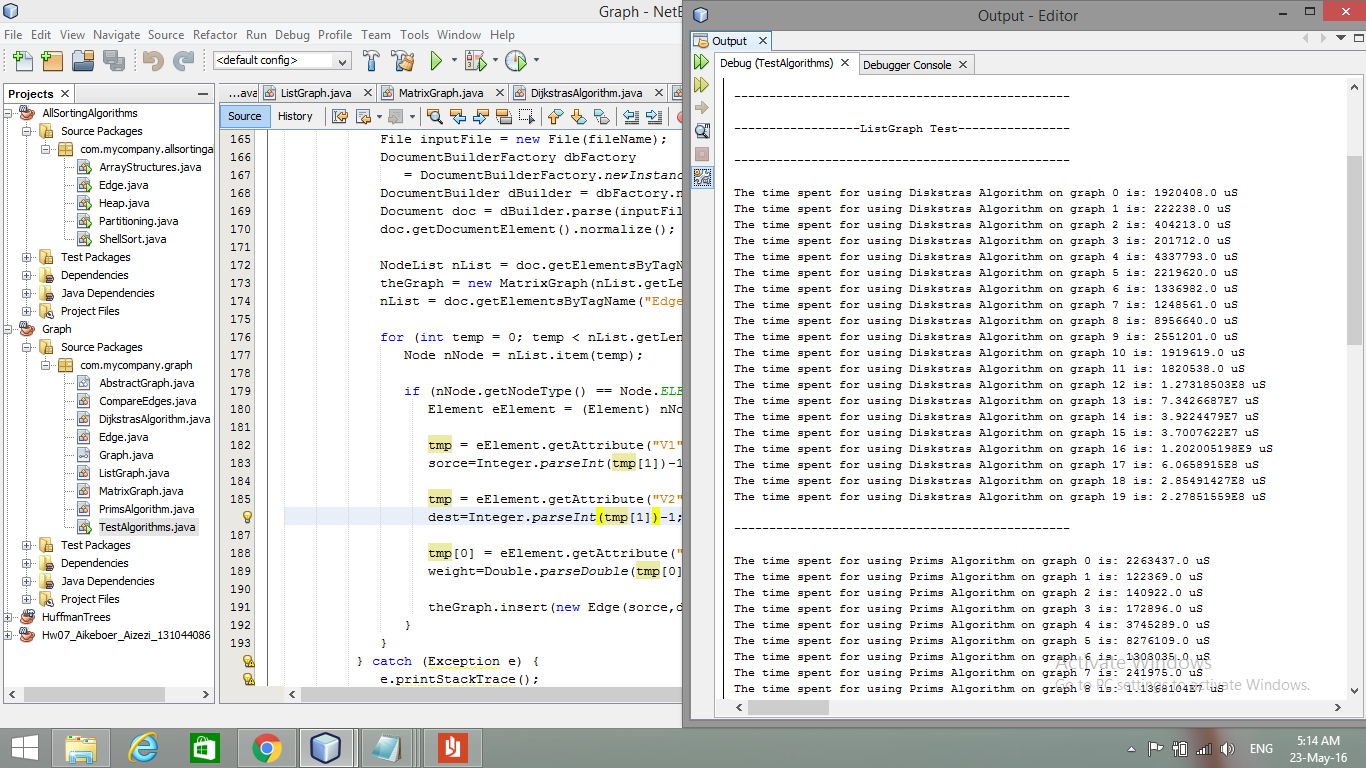 Graph - NetB
File Edit View Navigate Source Refactor Run Debug Profile Team Tools Window Help
<default config>
Projects
AllSortingAlgorithms
Source Packages
com.mycompany.allsortinga
ArrayStructures.java
Edge.java
Heap.java
Partitioning.java
ShellSort.java
Test Packages
Dependencies
Java Dependencies
Project Files
Graph
Source Packages
com.mycompany.graph
AbstractGraph.java
CompareEdges.java
DijkstrasAlgorithm.java
Edge.java
Graph.java
ListGraph.java
MatrixGraph.java
PrimsAlgorithm.java
TestAlgorithms.java
Test Packages
Dependencies
Java Dependencies
Project Files
HuffmanTrees
Hw07_Aikeboer_Aizezi_131044086
...ava ListGraph.java MatrixGraph.java DijkstrasAlgorithm.java
Source History
165 File inputFile = new File(fileName);
166 DocumentBuilderFactory dbFactory
167 = DocumentBuilderFactory.newInstanc
168 DocumentBuilder dBuilder = dbFactory.n
169 Document doc = dBuilder.parse(inputFil
170 doc.getDocumentElement().normalize();
171
172 NodeList nList = doc.getElementsByTagN
173 theGraph = new MatrixGraph(nList.getLe
174 nList = doc.getElementsByTagName("Edge
175
176 for (int temp = 0; temp < nList.getLen
177 Node nNode = nList.item(temp);
178
179 if (nNode.getNodeType() == Node.ELE
180 Element eElement = (Element) nNo
181
182 tmp = eElement.getAttribute("V1"
183 sorce=Integer.parseInt(tmp[1])-1
184
185 tmp = eElement.getAttribute("V2"
dest=Integer.parseInt(tmp[1])-1;
187
188 tmp[0] = eElement.getAttribute("
189 weight=Double.parseDouble(tmp[0]
190
191 theGraph.insert(new Edge(sorce,d
192 }
193 }
} catch (Exception e) {
e.printStackTrace();
Output - Editor
Output
Debug (TestAlgorithms) Debugger Console
------------------------------------------------
------------------ListGraph Test----------------
------------------------------------------------
The time spent for using Diskstras Algorithm on graph 0 is: 1920408.0 uS
The time spent for using Diskstras Algorithm on graph 1 is: 222238.0 uS
The time spent for using Diskstras Algorithm on graph 2 is: 404213.0 uS
The time spent for using Diskstras Algorithm on graph 3 is: 201712.0 uS
The time spent for using Diskstras Algorithm on graph 4 is: 4337793.0 uS
The time spent for using Diskstras Algorithm on graph 5 is: 2219620.0 uS
The time spent for using Diskstras Algorithm on graph 6 is: 1336982.0 uS
The time spent for using Diskstras Algorithm on graph 7 is: 1248561.0 uS
The time spent for using Diskstras Algorithm on graph 8 is: 8956640.0 uS
The time spent for using Diskstras Algorithm on graph 9 is: 2551201.0 uS
The time spent for using Diskstras Algorithm on graph 10 is: 1919619.0 uS
The time spent for using Diskstras Algorithm on graph 11 is: 1820538.0 uS
The time spent for using Diskstras Algorithm on graph 12 is: 1.27318503E8 uS
The time spent for using Diskstras Algorithm on graph 13 is: 7.3426687E7 uS
The time spent for using Diskstras Algorithm on graph 14 is: 3.9224479E7 uS
The time spent for using Diskstras Algorithm on graph 15 is: 3.7007622E7 uS
The time spent for using Diskstras Algorithm on graph 16 is: 1.202005198E9 uS
The time spent for using Diskstras Algorithm on graph 17 is: 6.0658915E8 uS
The time spent for using Diskstras Algorithm on graph 18 is: 2.85491427E8 uS
The time spent for using Diskstras Algorithm on graph 19 is: 2.27851559E8 uS
------------------------------------------------
The time spent for using Prims Algorithm on graph 0 is: 2263437.0 uS
The time spent for using Prims Algorithm on graph 1 is: 122369.0 uS
The time spent for using Prims Algorithm on graph 2 is: 140922.0 uS
The time spent for using Prims Algorithm on graph 3 is: 172896.0 uS
The time spent for using Prims Algorithm on graph 4 is: 3745289.0 uS
The time spent for using Prims Algorithm on graph 5 is: 8276109.0 uS
The time spent for using Prims Algorithm on graph 6 is: 1308035.0 uS
The time spent for using Prims Algorithm on graph 7 is: 241975.0 uS
The time spent for using Prims Algorithm on graph 8 is: 1.1368104E7 uS
Activate Windows
Go to PC settings to activate Windows.
ENG
5:14 AM
23-May-16